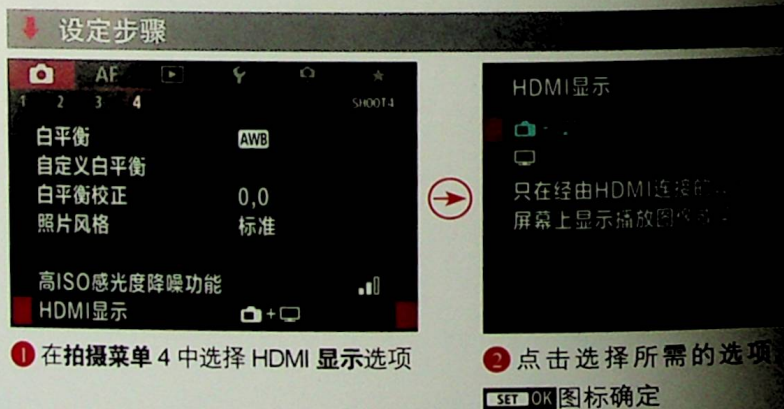 设定步骤
AF
1 2 3 4
SHOOT4
白平衡 AWB
自定义白平衡
白平衡校正 0,0
照片风格 标准
高ISO感光度降噪功能
HDMI显示 +
❶ 在拍摄菜单 4 中选择 HDMI 显示选项
HDMI显示
只在经由HDMI连接的
屏幕上显示播放图像
❷ 点击选择所需的选项
SET OK 图标确定